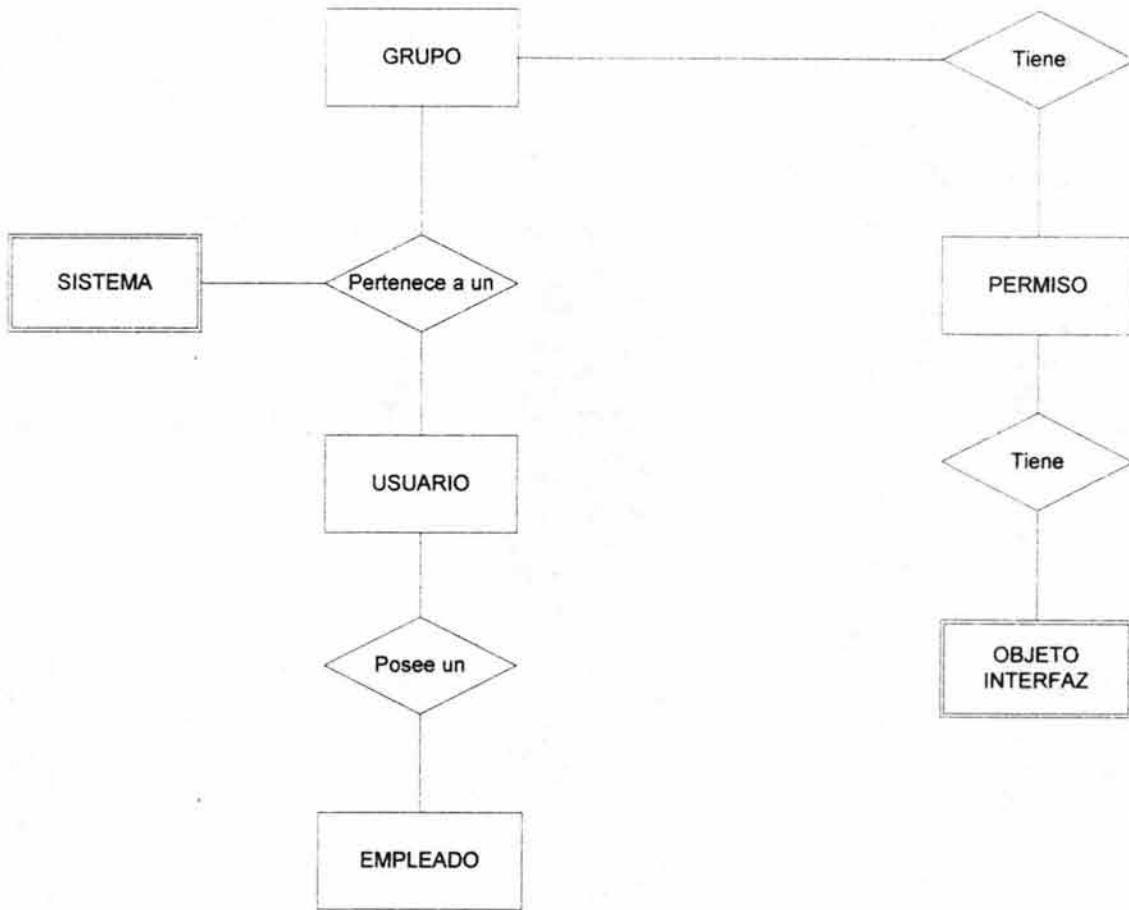 GRUPO
Tiene
SISTEMA
Pertenece a un
PERMISO
USUARIO
Tiene
Posee un
OBJETO
INTERFAZ
EMPLEADO